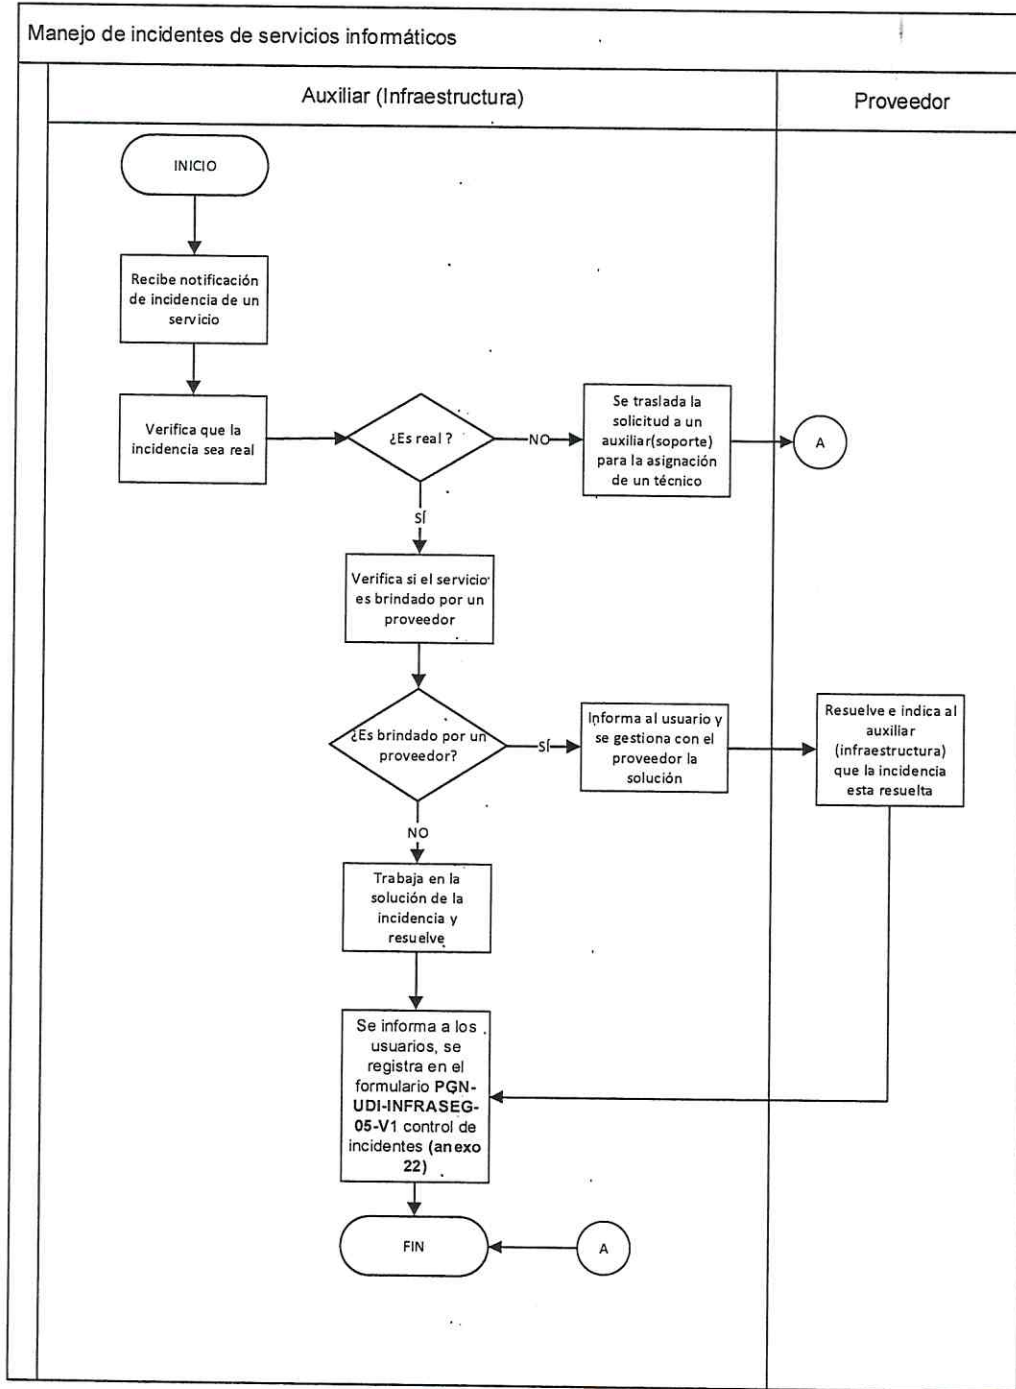 Manejo de incidentes de servicios informáticos
Auxiliar (Infraestructura)
Proveedor
INICIO
Recibe notificación
de incidencia de un
servicio
Verifica que la
incidencia sea real
¿Es real ?
NO
Se traslada la
solicitud a un
auxiliar(soporte)
para la asignación
de un técnico
A
SÍ
Verifica si el servicio
es brindado por un
proveedor
¿Es brindado por un
proveedor?
SÍ
Informa al usuario y
se gestiona con el
proveedor la
solución
Resuelve e indica al
auxiliar
(infraestructura)
que la incidencia
esta resuelta
NO
Trabaja en la
solución de la
incidencia y
resuelve
Se informa a los
usuarios, se
registra en el
formulario PGN-
UDI-INFRASEG-
05-V1 control de
incidentes (anexo
22)
FIN
A